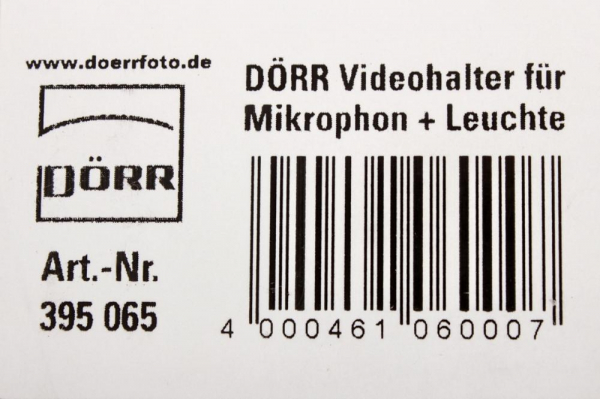 www.doerrfoto.de
DÖRR
Art.-Nr.
395 065
DÖRR Videohalter für
Mikrophon + Leuchte
4 000461 060007